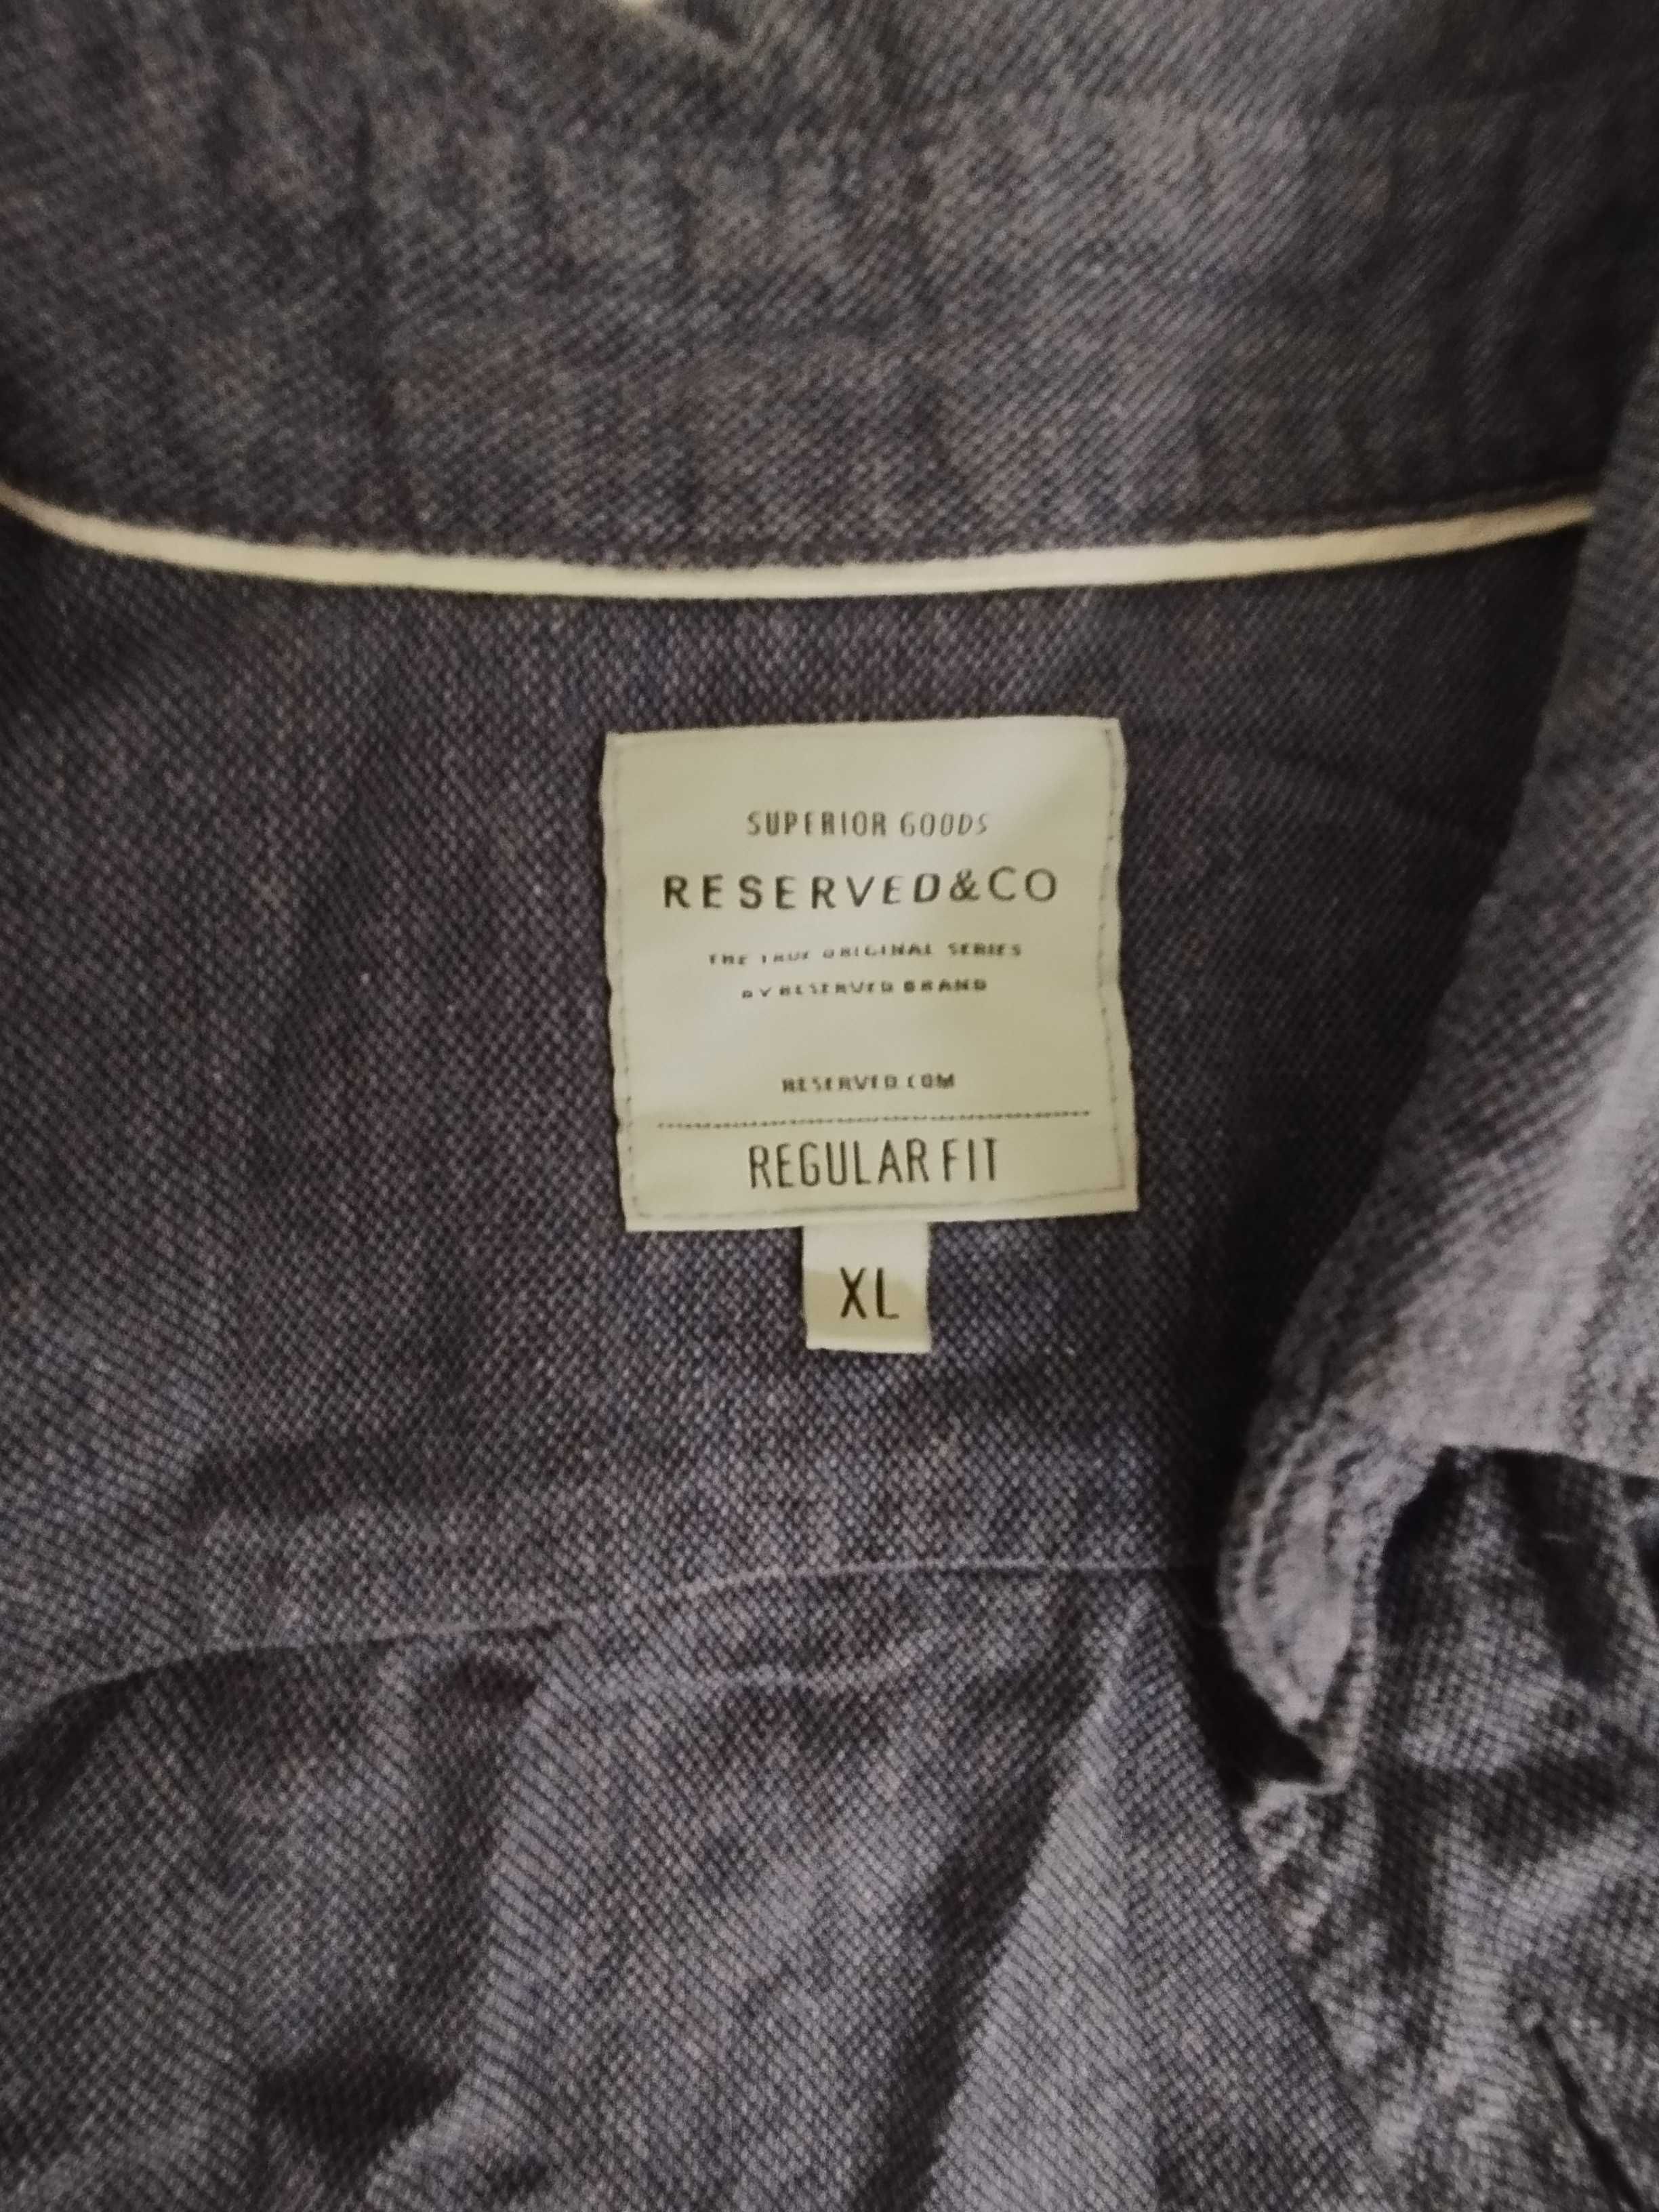 SUPERIOR GOODS
RESERVED&CO
THE TRUE ORIGINAL SERIES
BY RESERVED BRAND
RESERVED.COM
REGULAR FIT
XL